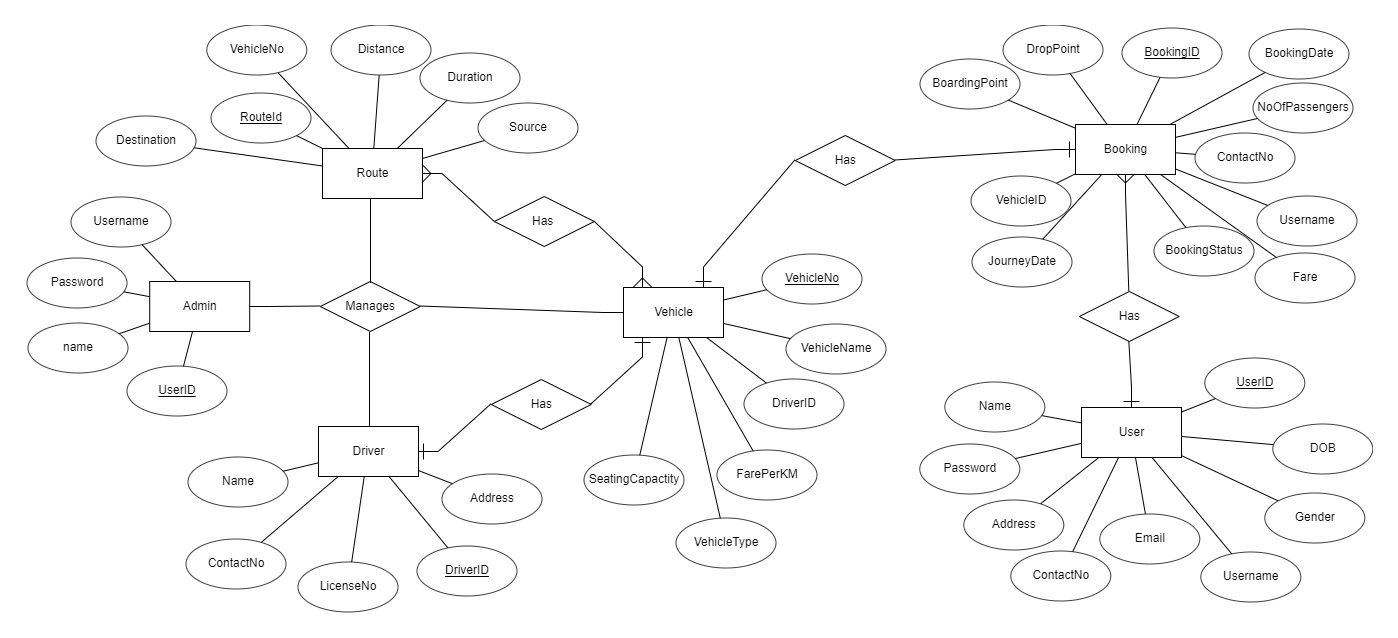 VehicleNo
Distance
Duration
RouteId
Source
Destination
Route
Has
Username
Password
Admin
name
UserID
Manages
Vehicle
VehicleNo
VehicleName
DriverID
FarePerKM
SeatingCapactity
VehicleType
Has
Driver
Name
Address
ContactNo
LicenseNo
DriverID
Has
DropPoint
BookingID
BookingDate
BoardingPoint
NoOfPassengers
Booking
ContactNo
VehicleID
Username
JourneyDate
BookingStatus
Fare
Has
UserID
Name
User
DOB
Password
Address
Gender
Email
ContactNo
Username